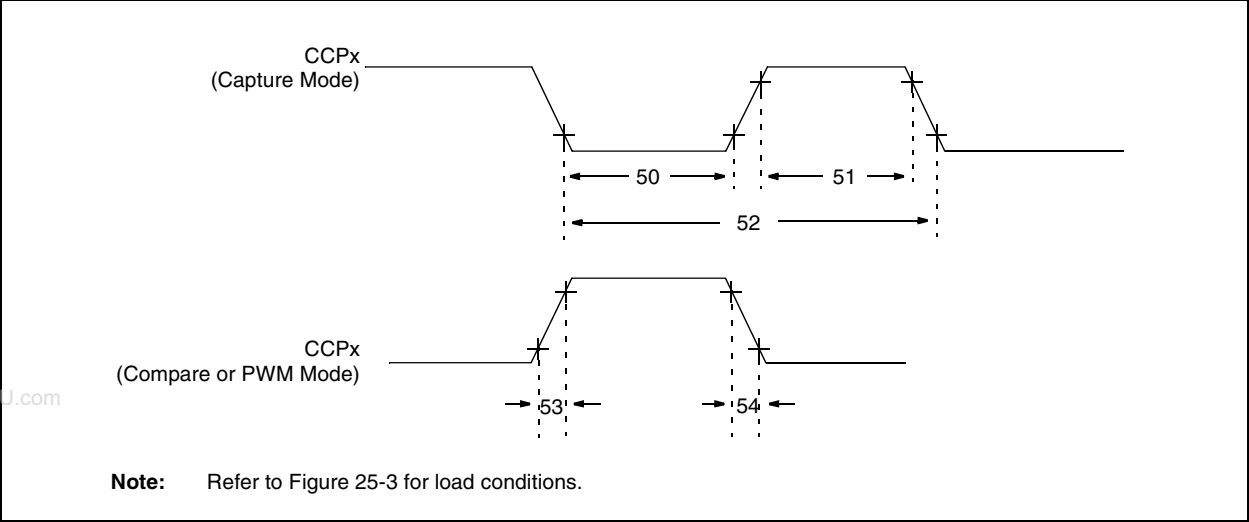 CCPx
(Capture Mode)
50
51
52
CCPx
(Compare or PWM Mode)
53
54
U.com
Note: Refer to Figure 25-3 for load conditions.